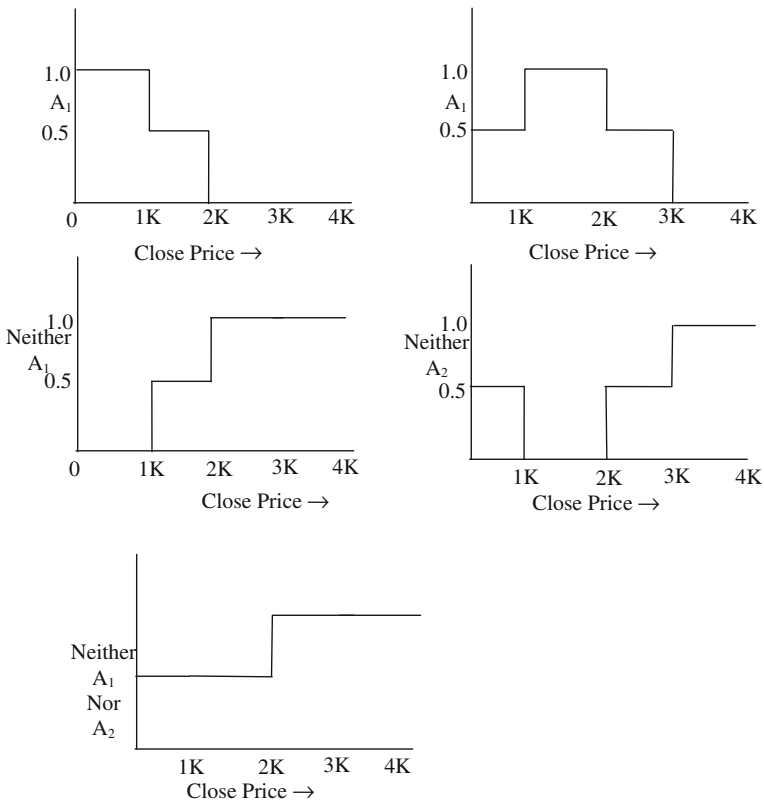 1.0
A1
0.5
0 1K 2K 3K 4K
Close Price →
1.0
A1
0.5
1K 2K 3K 4K
Close Price →
1.0
Neither
A1
0.5
0 1K 2K 3K 4K
Close Price →
1.0
Neither
A2
0.5
1K 2K 3K 4K
Close Price →
Neither
A1
Nor
A2
1K 2K 3K 4K
Close Price →